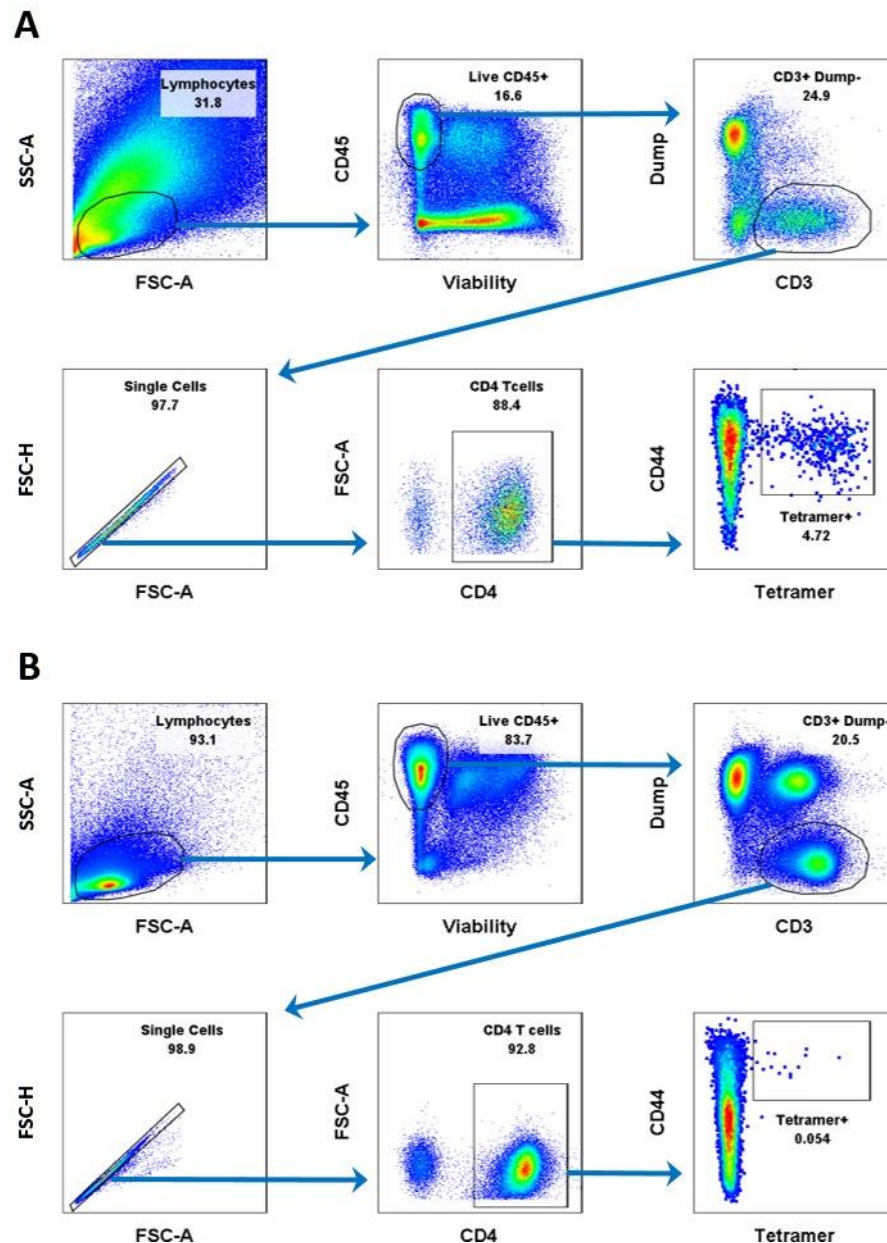 A
Lymphocytes
31.8
SSC-A
FSC-A
Live CD45+
16.6
CD45
Viability
CD3+ Dump-
24.9
Dump
CD3
Single Cells
97.7
FSC-H
FSC-A
CD4 Tcells
88.4
FSC-A
CD4
CD44
Tetramer+
4.72
Tetramer
B
Lymphocytes
93.1
SSC-A
FSC-A
Live CD45+
83.7
CD45
Viability
CD3+ Dump-
20.5
Dump
CD3
Single Cells
98.9
FSC-H
FSC-A
CD4 T cells
92.8
FSC-A
CD4
CD44
Tetramer+
0.054
Tetramer